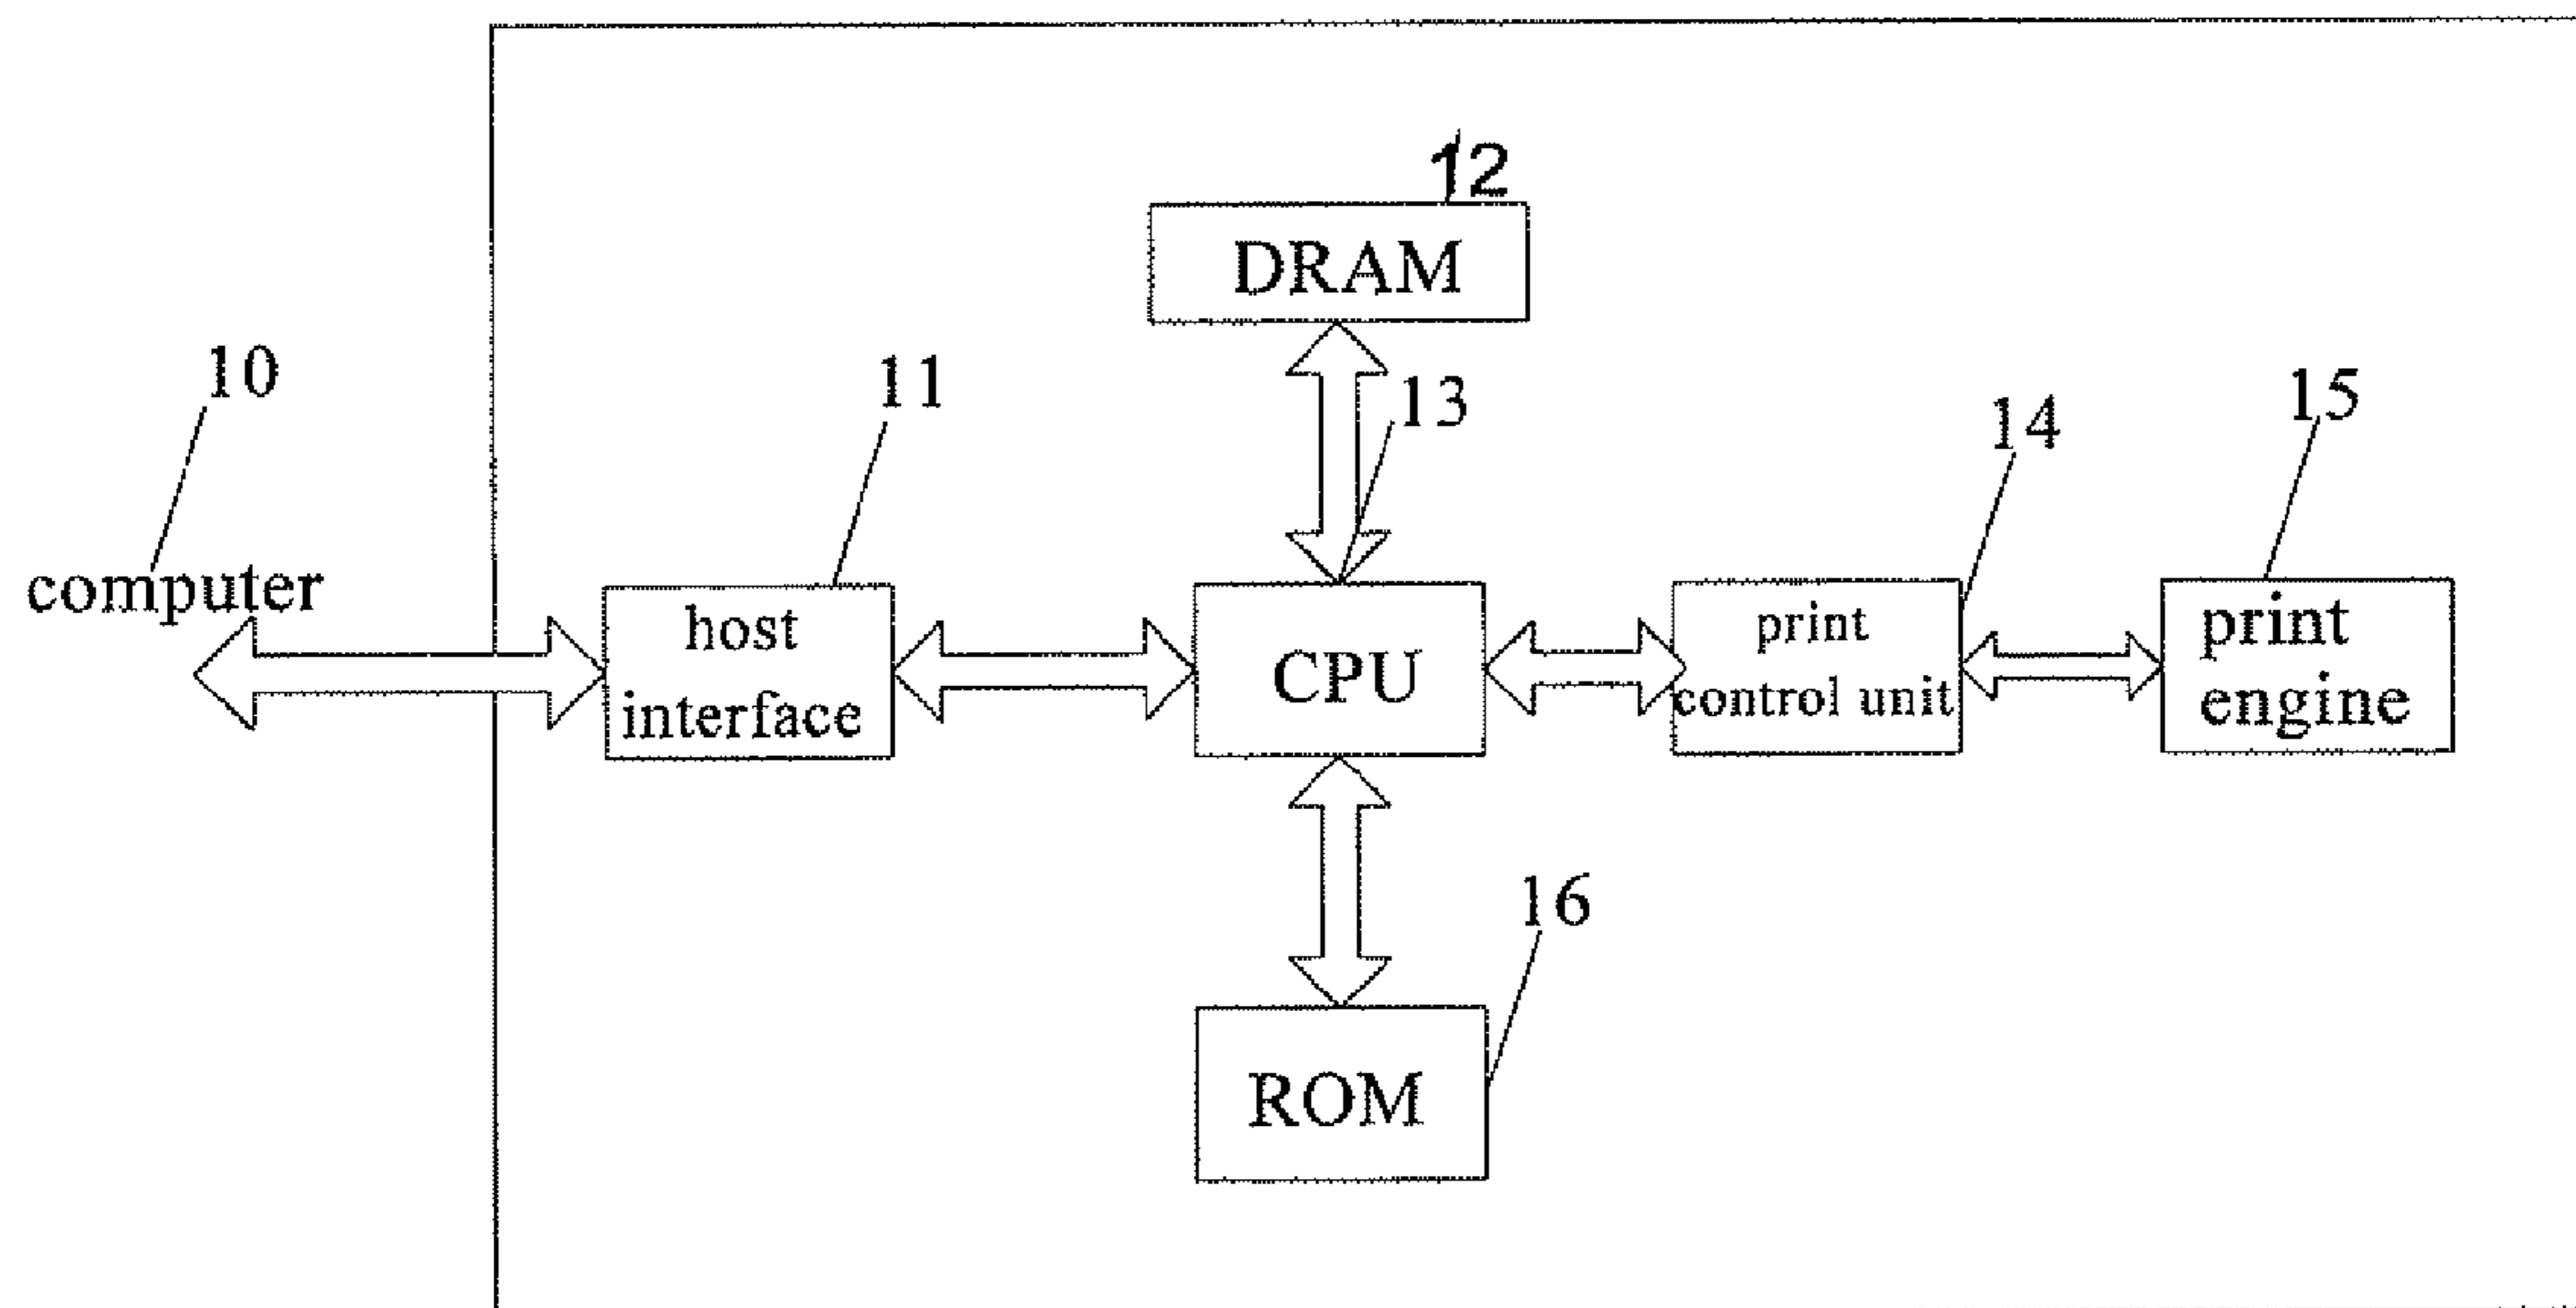 12
DRAM
10
11
13
14
15
computer
host
interface
CPU
print
control unit
print
engine
16
ROM